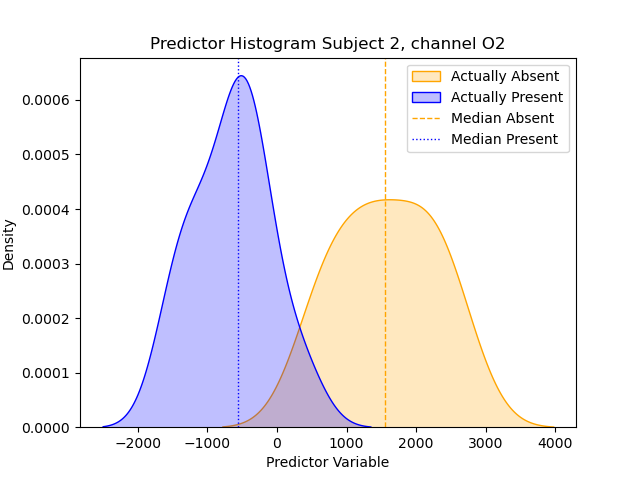 Predictor Histogram Subject 2, channel O2
Actually Absent
Actually Present
Median Absent
Median Present
Density
0.0006
0.0005
0.0004
0.0003
0.0002
0.0001
0.0000
−2000 −1000 0 1000 2000 3000 4000
Predictor Variable